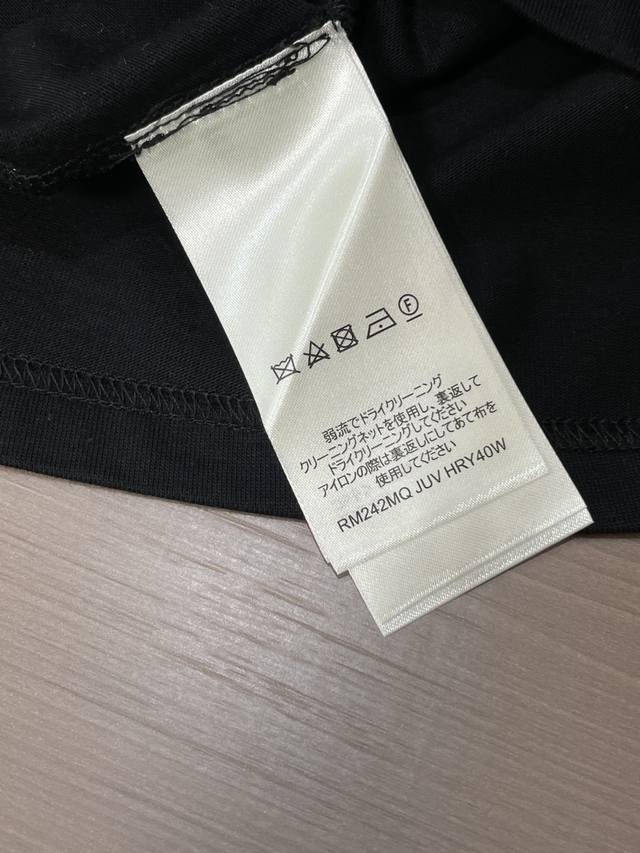 F
弱流でドライクリーニング
クリーニングネットを使用し、裏返して
ドライクリーニングしてください
アイロンの際は裏返しにしてあて布を
使用してください
RM242MQ JUV HRY40W